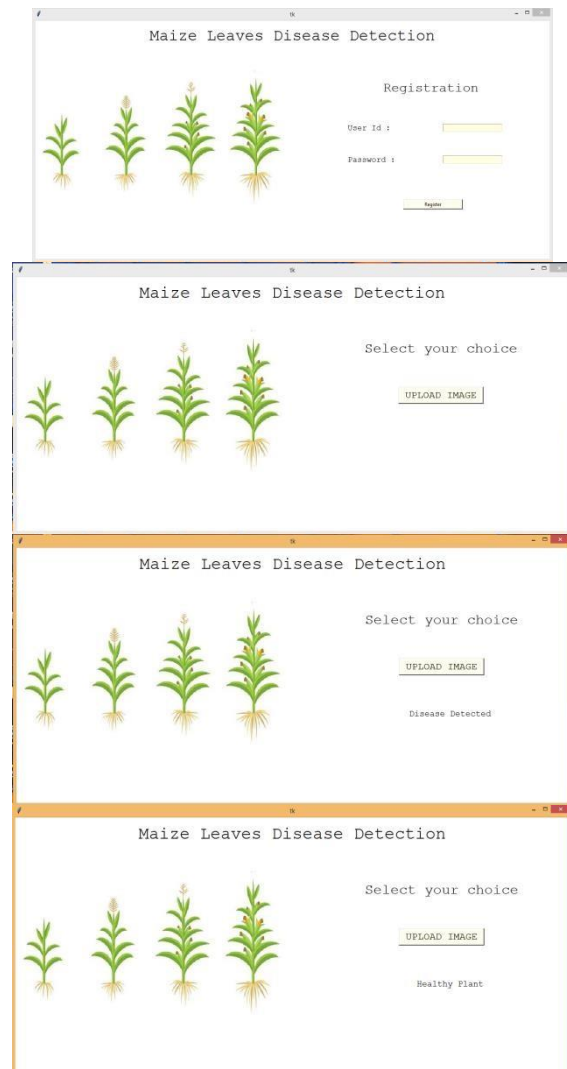 tk
Maize Leaves Disease Detection
Registration
User Id :
Password :
Register
tk
Maize Leaves Disease Detection
Select your choice
UPLOAD IMAGE
tk
Maize Leaves Disease Detection
Select your choice
UPLOAD IMAGE
Disease Detected
tk
Maize Leaves Disease Detection
Select your choice
UPLOAD IMAGE
Healthy Plant